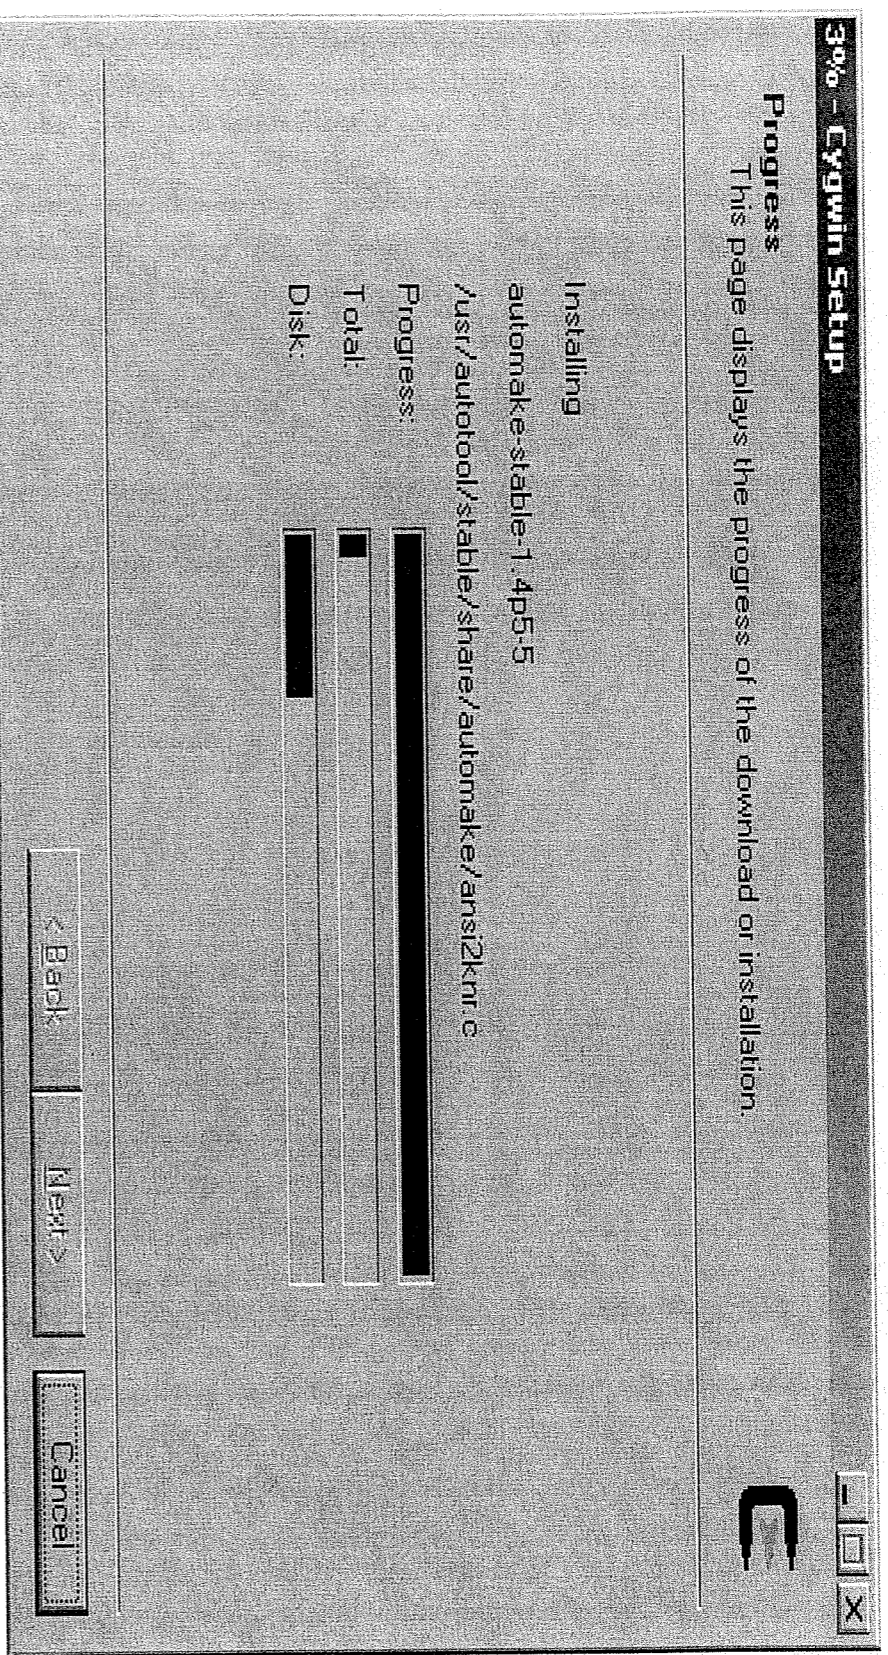 3% - Cygwin Setup
Progress
This page displays the progress of the download or installation.
Installing
automake-stable-1.4p5-5
/usr/autotool/stable/share/automake/ansi2knr.c
Progress:
Total:
Disk:
< Back
Next >
Cancel